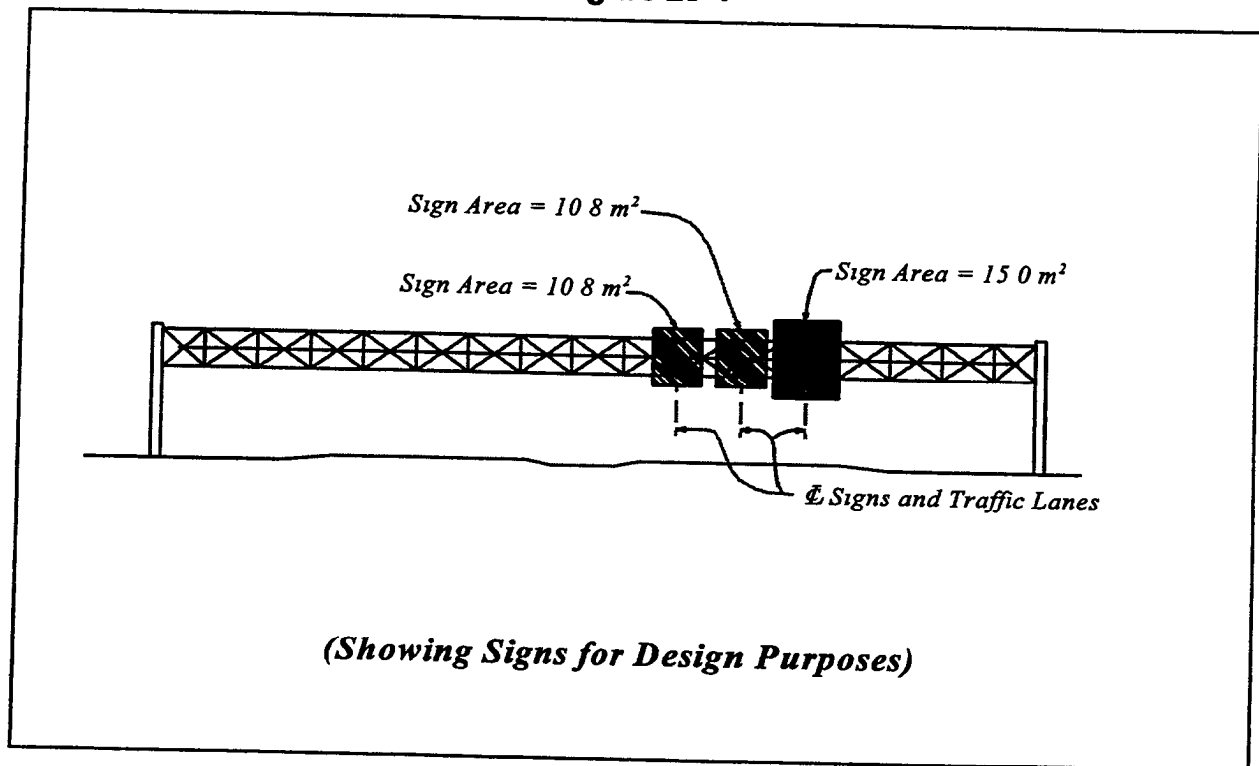 Sign Area = 10 8 m²
Sign Area = 10 8 m²
Sign Area = 15 0 m²
℄ Signs and Traffic Lanes
(Showing Signs for Design Purposes)